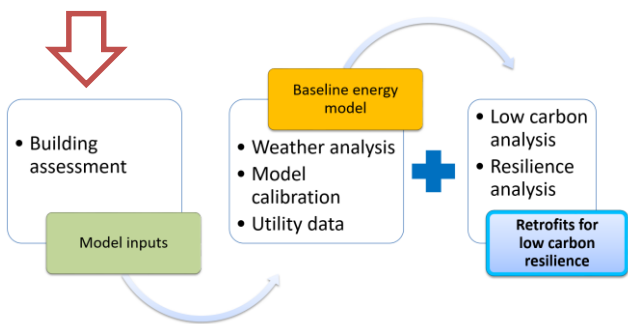 • Building
assessment
Model inputs
Baseline energy
model
• Weather analysis
• Model
calibration
• Utility data
• Low carbon
analysis
• Resilience
analysis
Retrofits for
low carbon
resilience